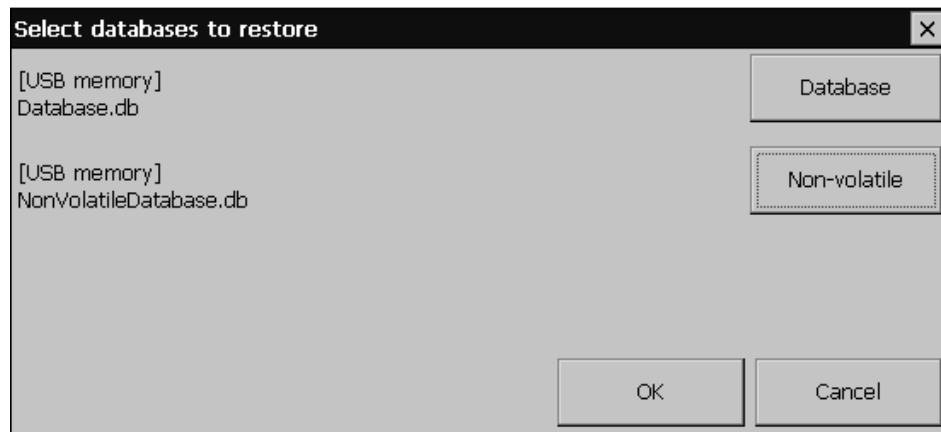 Select databases to restore
[USB memory]
Database.db
Database
[USB memory]
NonVolatileDatabase.db
Non-volatile
OK
Cancel